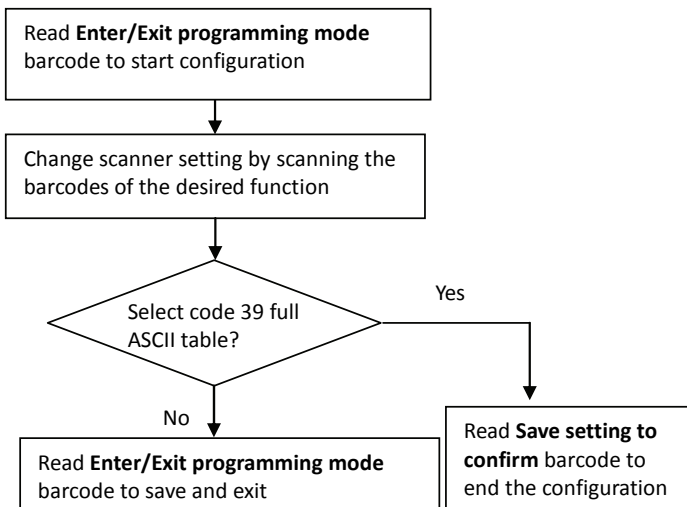 Read Enter/Exit programming mode
barcode to start configuration
Change scanner setting by scanning the
barcodes of the desired function
Select code 39 full
ASCII table?
Yes
No
Read Enter/Exit programming mode
barcode to save and exit
Read Save setting to
confirm barcode to
end the configuration